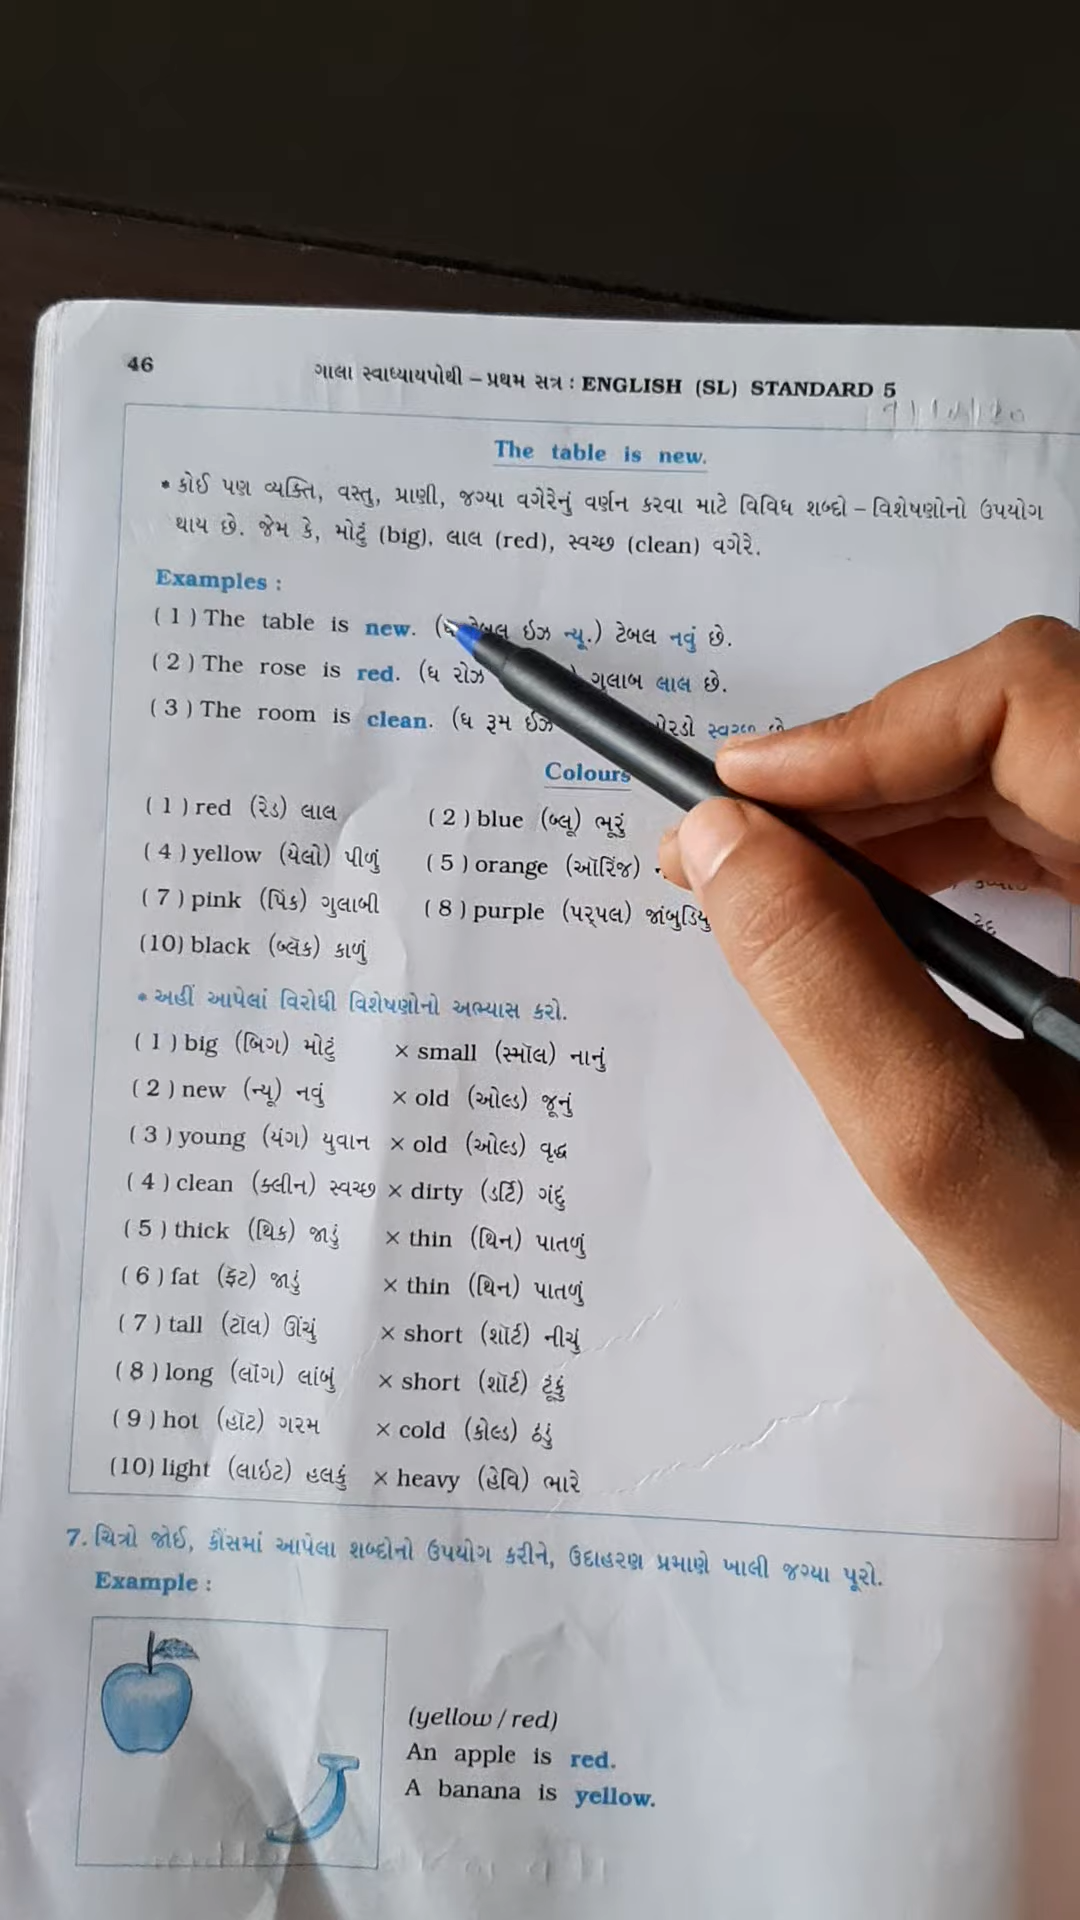 46
ગાલા સ્વાધ્યાયપોથી – પ્રથમ સત્ર : ENGLISH (SL) STANDARD 5
The table is new.
• કોઈ પણ વ્યક્તિ, વસ્તુ, પ્રાણી, જગ્યા વગેરેનું વર્ણન કરવા માટે વિવિધ શબ્દો – વિશેષણોનો ઉપયોગ
થાય છે. જેમ કે, મોટું (big), લાલ (red), સ્વચ્છ (clean) વગેરે.
Examples :
(1) The table is new. ઇઝ ન્યૂ.) ટેબલ નવું છે.
(2) The rose is red. (ધ રોઝ ગુલાબ લાલ છે.
(3) The room is clean. (ધ રૂમ ઈઝ સ્વચ્છ છે
Colours
(1) red (રેડ) લાલ (2) blue (બ્લૂ) ભૂરું
(4) yellow (યેલો) પીળું (5) orange (ઑરિંજ)
(7) pink (પિંક) ગુલાબી (8) purple (પર્પલ) જાંબુડિયું
(10) black (બ્લૅક) કાળું
• અહીં આપેલાં વિરોધી વિશેષણોનો અભ્યાસ કરો.
(1) big (બિગ) મોટું × small (સ્મૉલ) નાનું
(2) new (ન્યૂ) નવું × old (ઓલ્ડ) જૂનું
(3) young (યંગ) યુવાન × old (ઓલ્ડ) વૃદ્ધ
(4) clean (ક્લીન) સ્વચ્છ × dirty (ડર્ટિ) ગંદું
(5) thick (થિક) જાડું × thin (થિન) પાતળું
(6) fat (ફૅટ) જાડું × thin (થિન) પાતળું
(7) tall (ટૉલ) ઊંચું × short (શૉર્ટ) નીચું
(8) long (લૉંગ) લાંબું × short (શૉર્ટ) ટૂંકું
(9) hot (હૉટ) ગરમ × cold (કોલ્ડ) ઠંડું
(10) light (લાઇટ) હલકું × heavy (હેવિ) ભારે
7. ચિત્રો જોઈ, કૌંસમાં આપેલા શબ્દોનો ઉપયોગ કરીને, ઉદાહરણ પ્રમાણે ખાલી જગ્યા પૂરો.
Example :
(yellow / red)
An apple is red.
A banana is yellow.